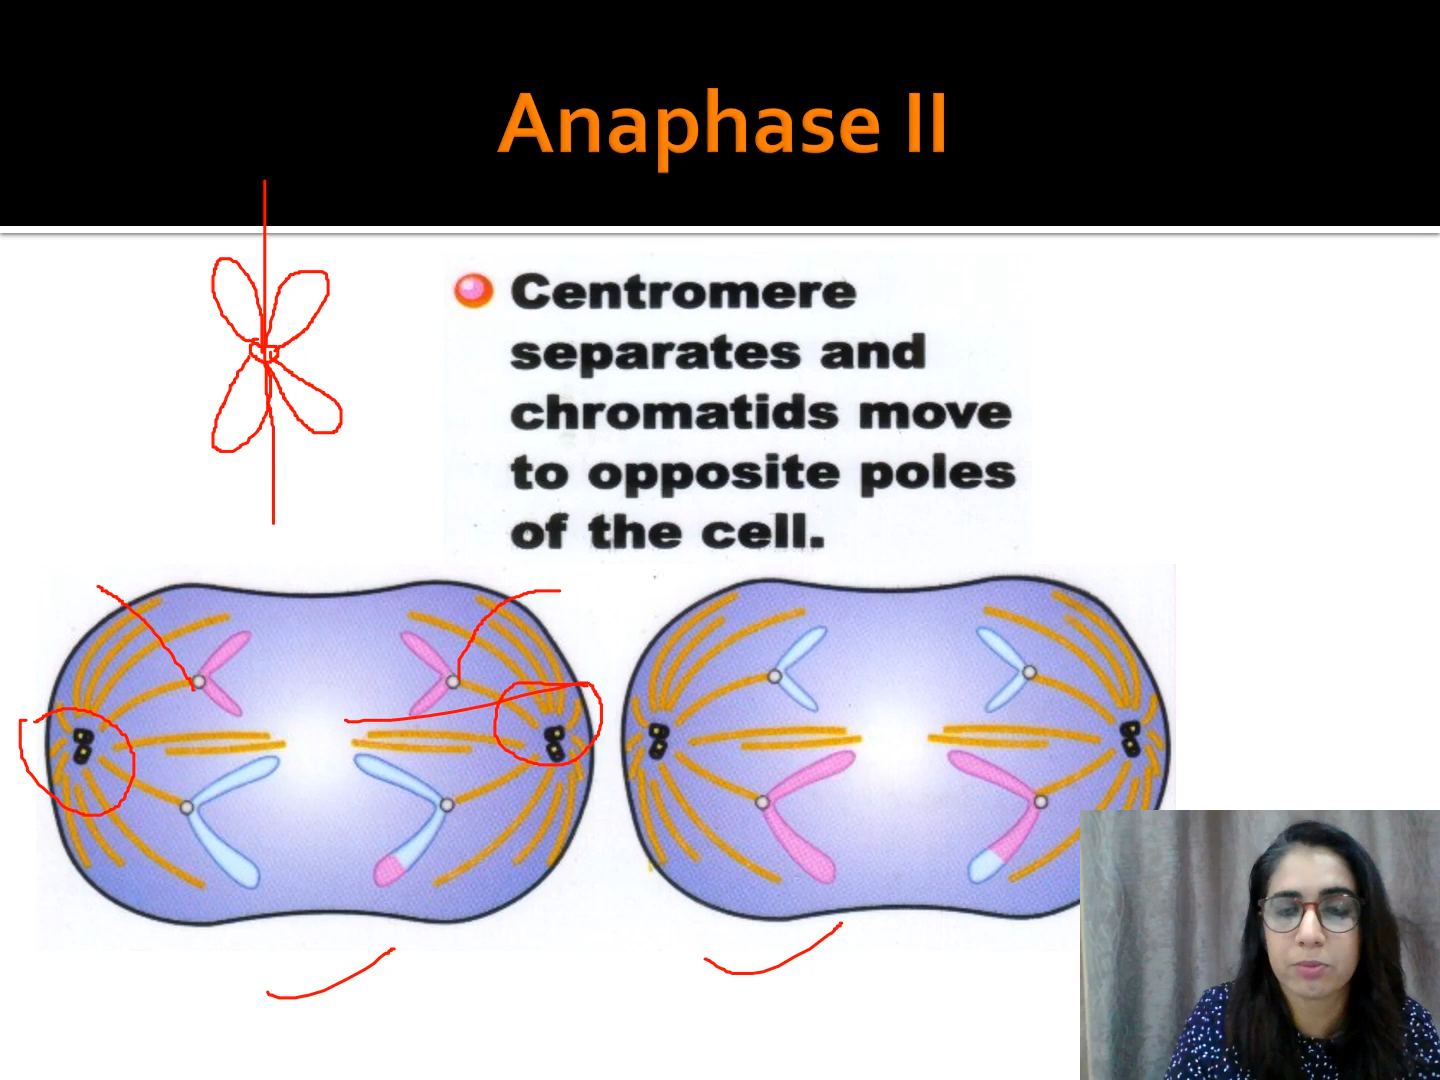 Anaphase II
Centromere
separates and
chromatids move
to opposite poles
of the cell.